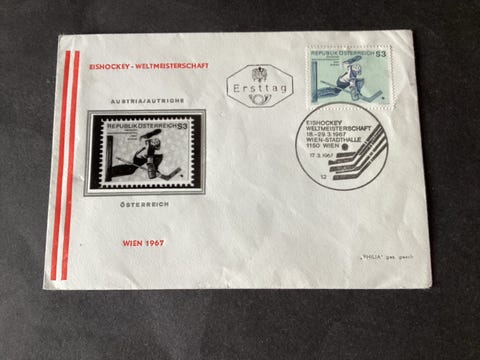 EISHOCKEY - WELTMEISTERSCHAFT
AUSTRIA/AUTRICHE
REPUBLIK ÖSTERREICH S3
ÖSTERREICH
WIEN 1967
Ersttag
REPUBLIK ÖSTERREICH S3
EISHOCKEY
WELTMEISTERSCHAFT
18.-29.3.1967
WIEN-STADTHALLE
1150 WIEN
17.3.1967
12
„PHILIA" ges. gesch.